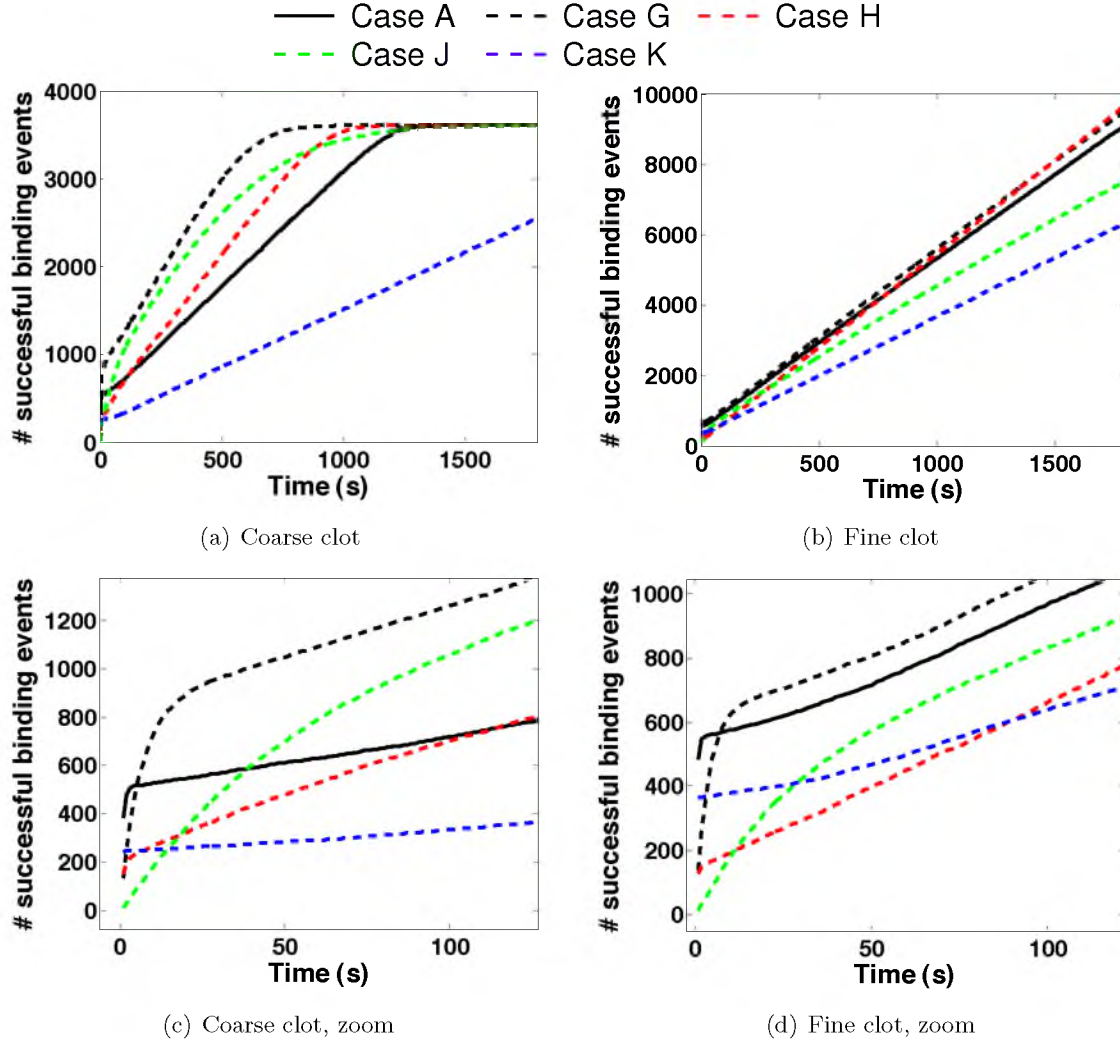 Case A Case G Case H
Case J Case K
# successful binding events
4000
3000
2000
1000
0
0 500 1000 1500
Time (s)
(a) Coarse clot
# successful binding events
10000
8000
6000
4000
2000
0
0 500 1000 1500
Time (s)
(b) Fine clot
# successful binding events
1200
1000
800
600
400
200
0
0 50 100
Time (s)
(c) Coarse clot, zoom
# successful binding events
1000
800
600
400
200
0
0 50 100
Time (s)
(d) Fine clot, zoom